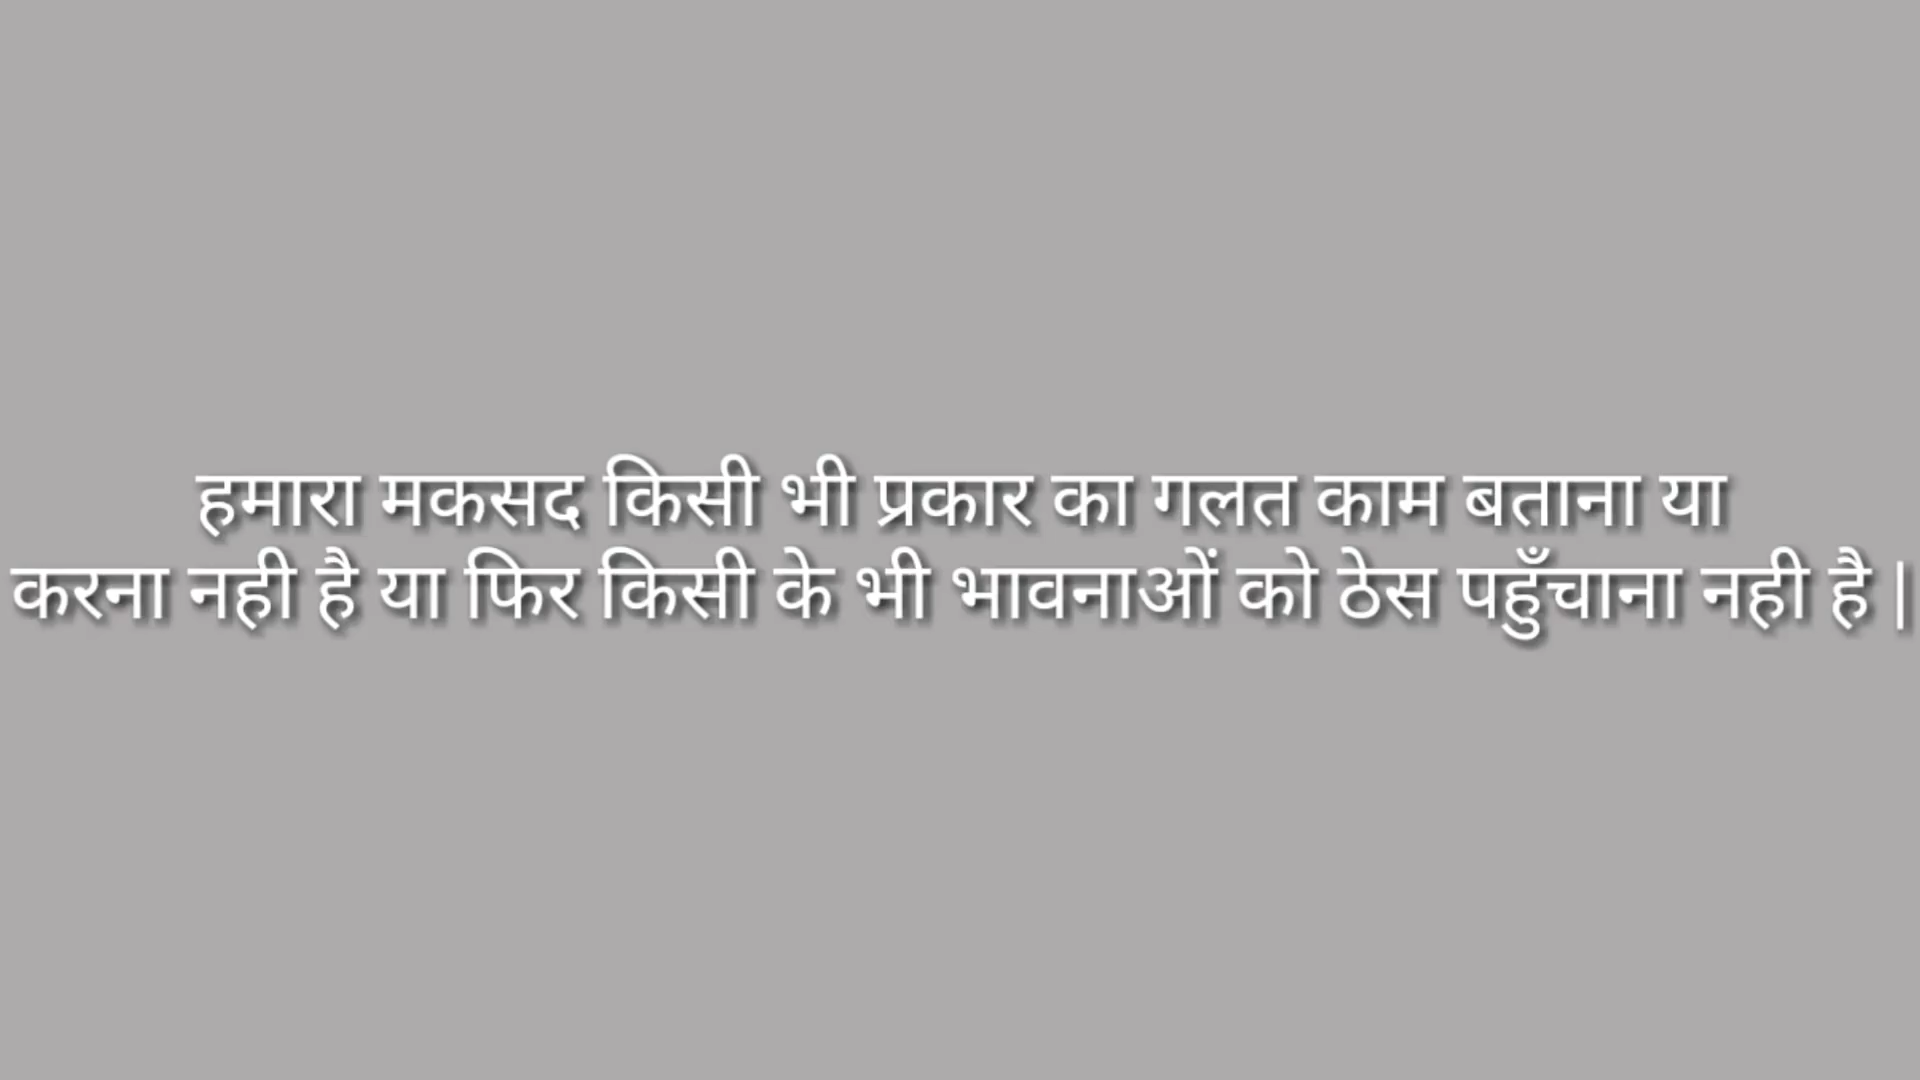 हमारा मकसद किसी भी प्रकार का गलत काम बताना या
करना नही है या फिर किसी के भी भावनाओं को ठेस पहुँचाना नही है |